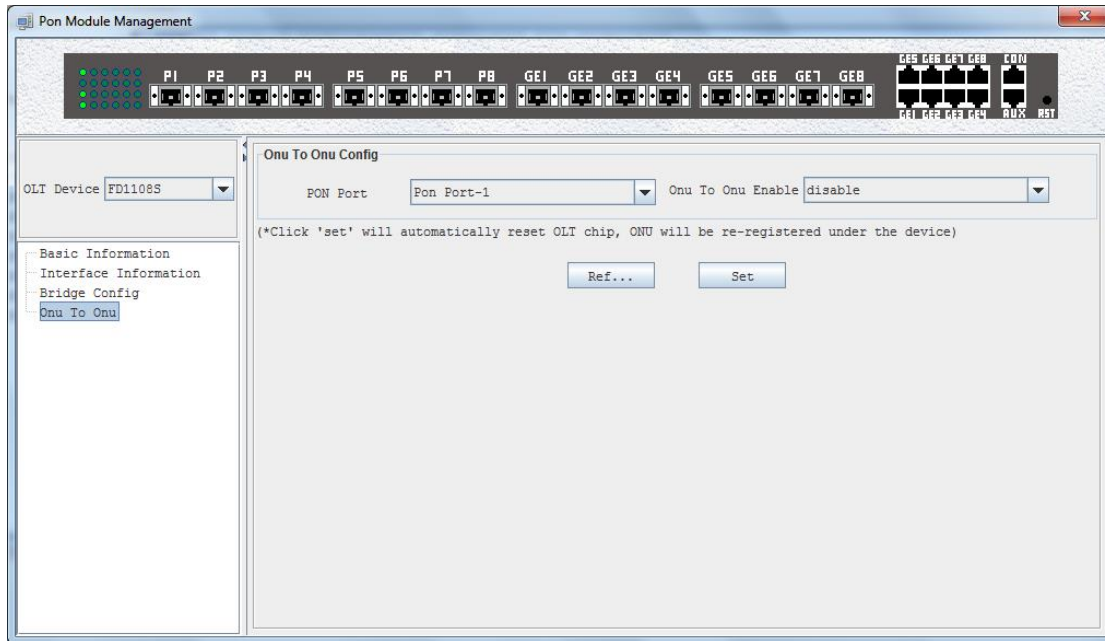 Pon Module Management
P1 P2 P3 P4 P5 P6 P7 P8 GE1 GE2 GE3 GE4 GE5 GE6 GE7 GE8
GE5 GE6 GE7 GE8 CON
GE1 GE2 GE3 GE4 AUX RST
OLT Device FD1108S
Basic Information
Interface Information
Bridge Config
Onu To Onu
Onu To Onu Config
PON Port Pon Port-1 Onu To Onu Enable disable
(*Click 'set' will automatically reset OLT chip, ONU will be re-registered under the device)
Ref... Set